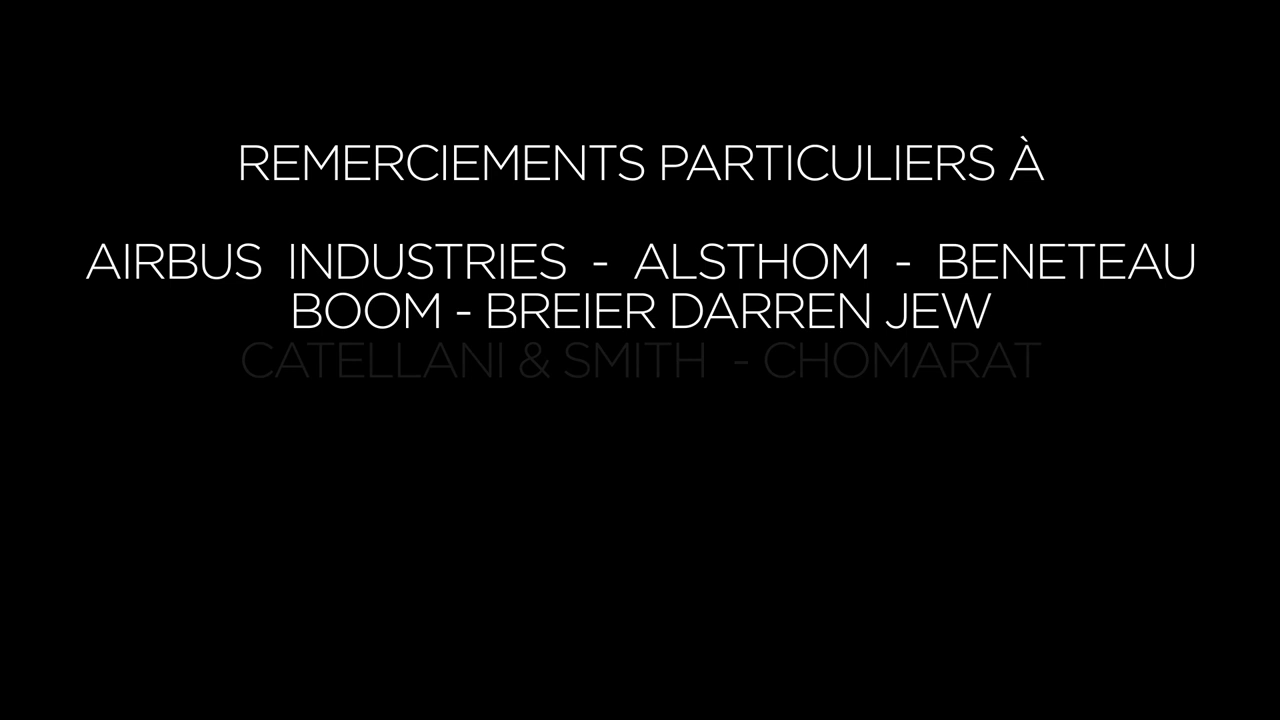 REMERCIEMENTS PARTICULIERS À
AIRBUS INDUSTRIES - ALSTHOM - BENETEAU
BOOM - BREIER DARREN JEW
CATELLANI & SMITH - CHOMARAT